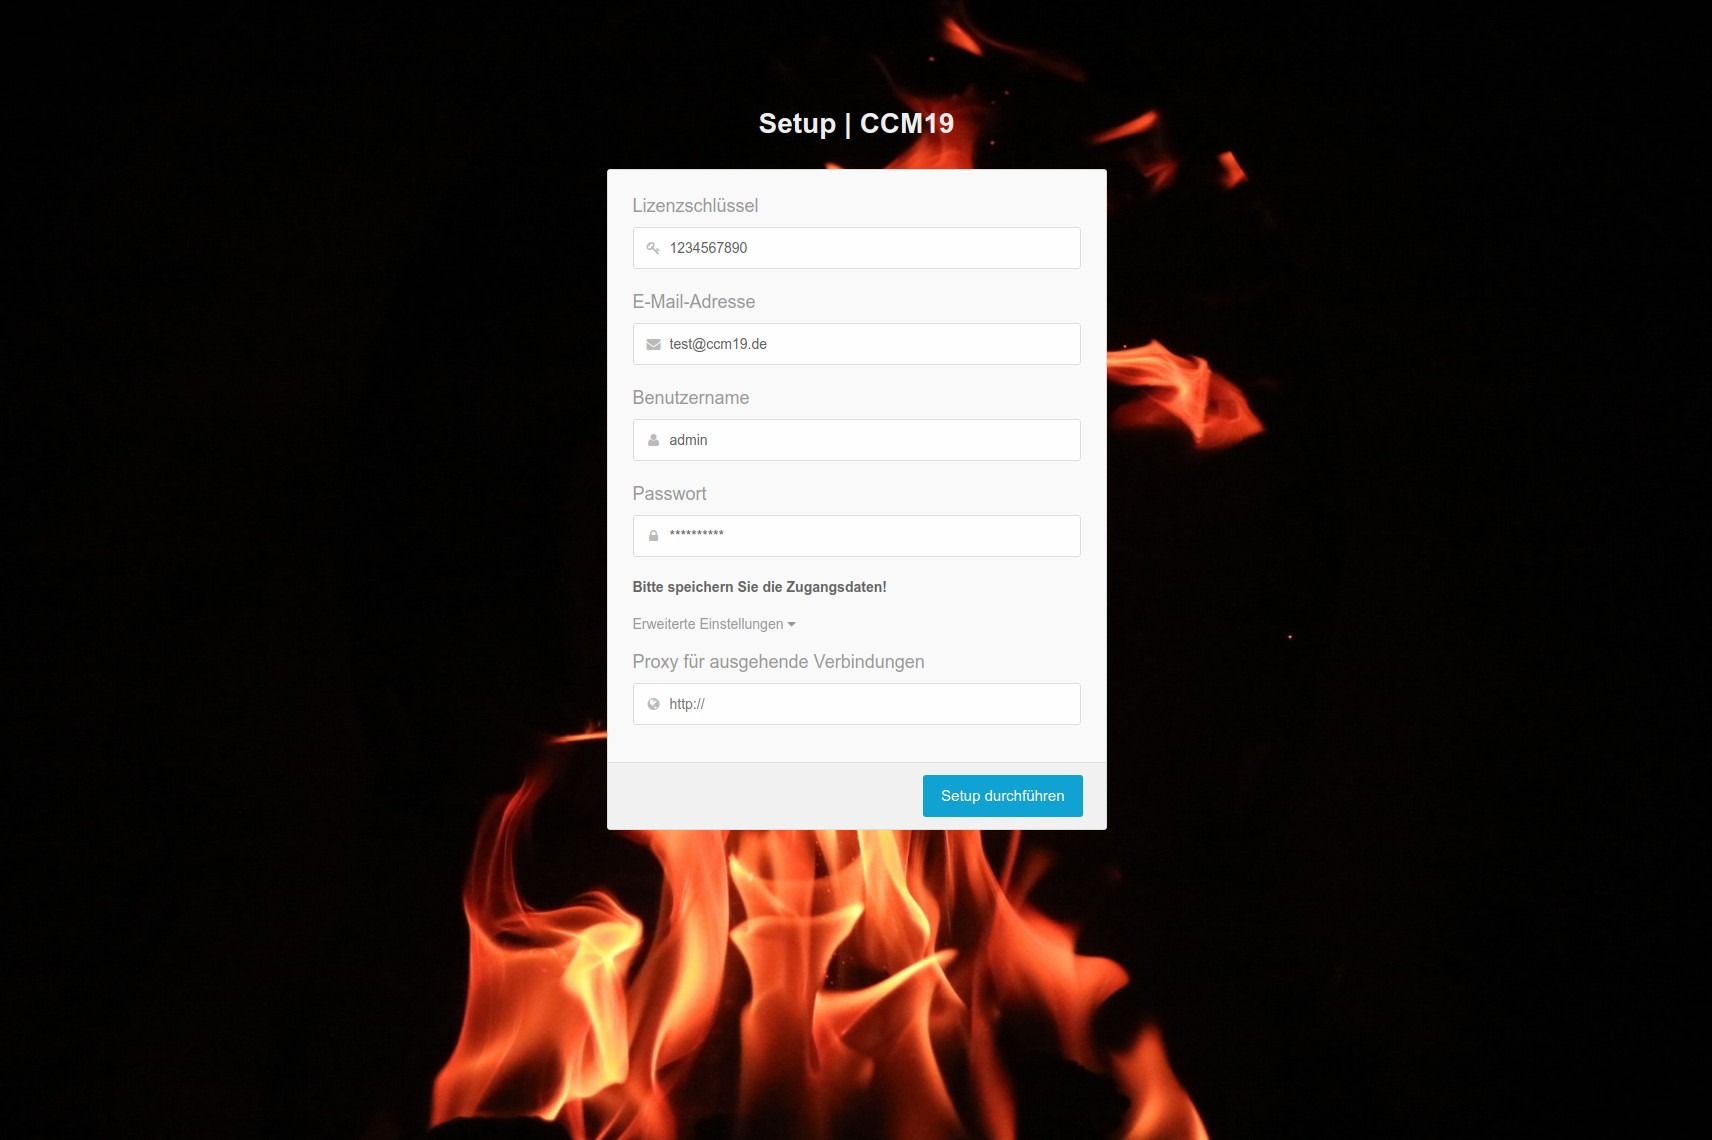 Setup | CCM19
Lizenzschlüssel
1234567890
E-Mail-Adresse
test@ccm19.de
Benutzername
admin
Passwort
**********
Bitte speichern Sie die Zugangsdaten!
Erweiterte Einstellungen
Proxy für ausgehende Verbindungen
http://
Setup durchführen